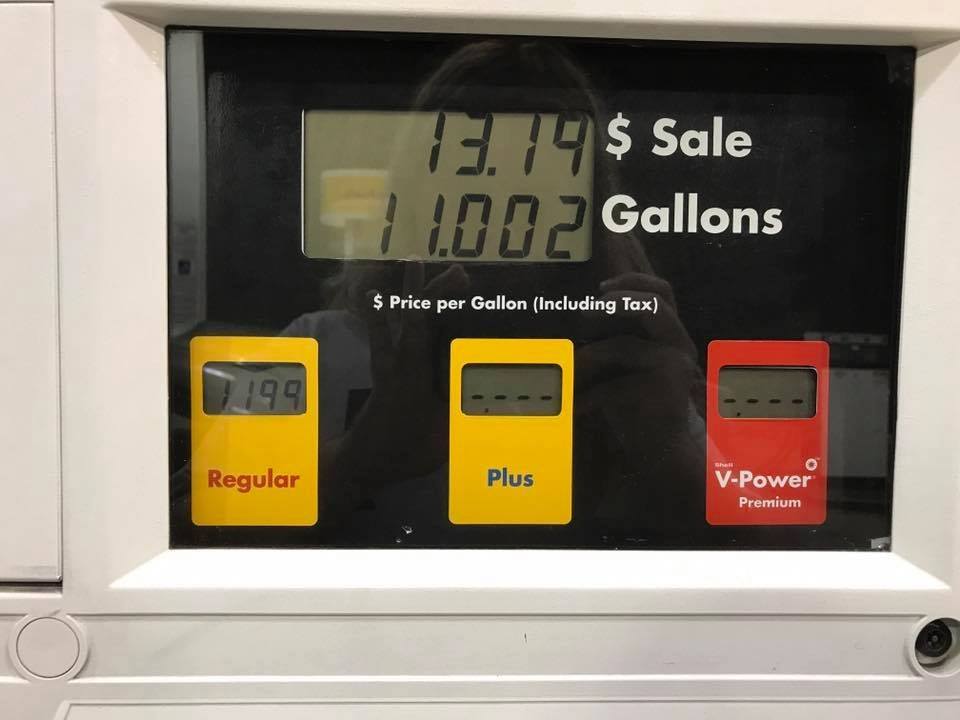 13.19 $ Sale
11.002 Gallons
$ Price per Gallon (Including Tax)
1.199
Regular
-.---
Plus
-.---
Shell
V-Power
Premium